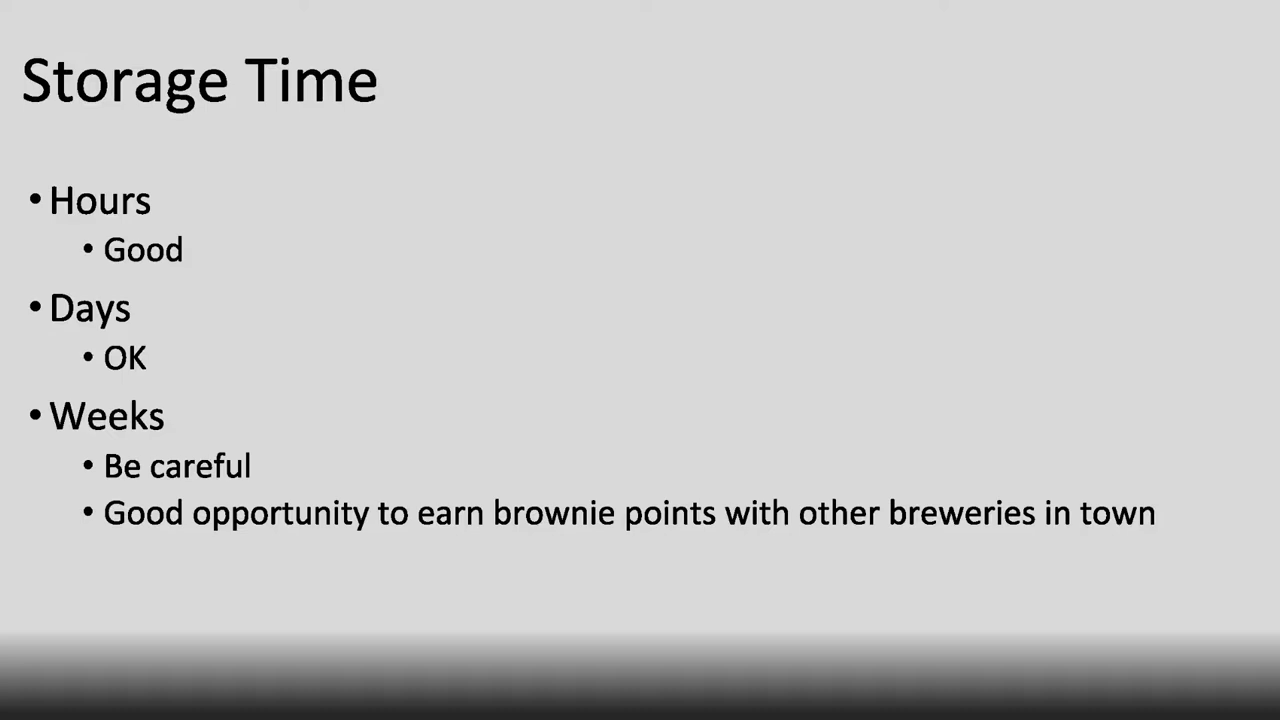 Storage Time
• Hours
• Good
• Days
• OK
• Weeks
• Be careful
• Good opportunity to earn brownie points with other breweries in town